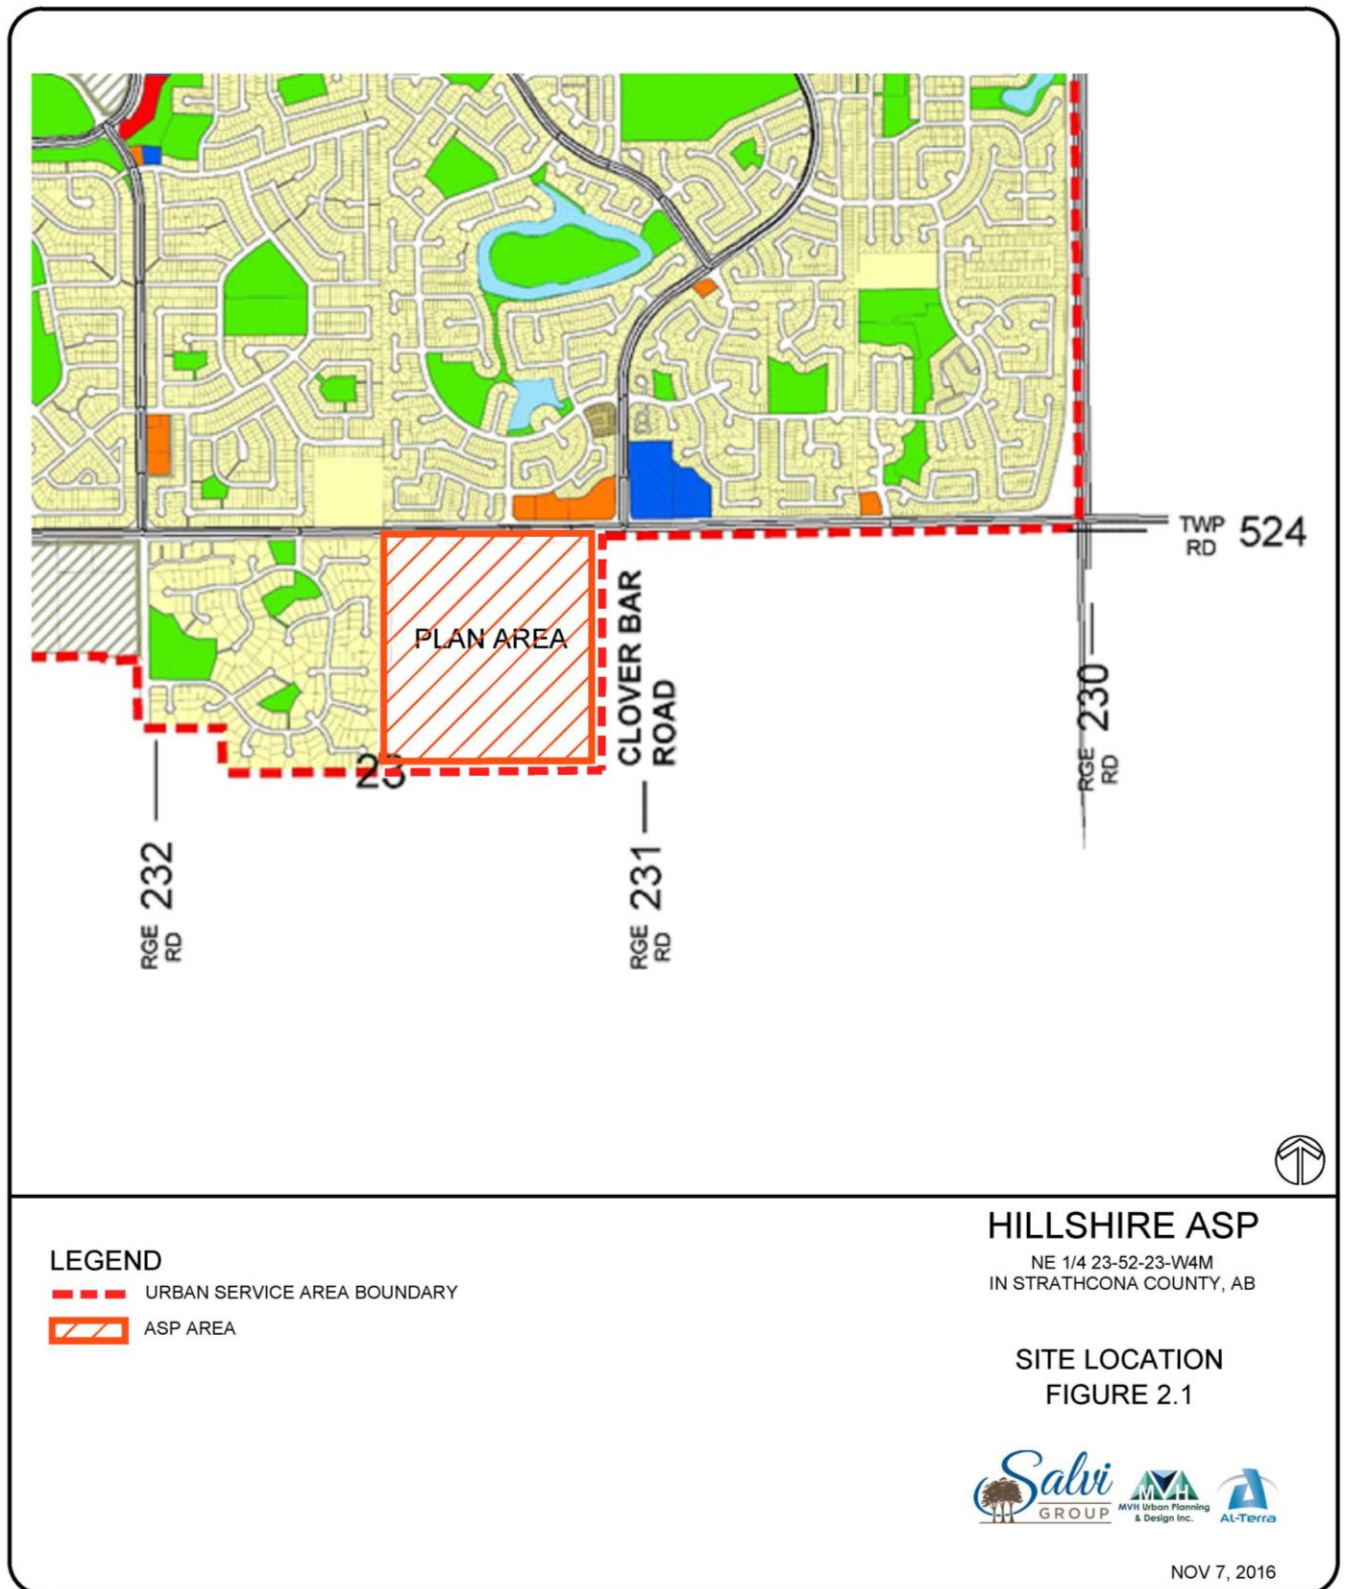 PLAN AREA
TWP
RD 524
CLOVER BAR
ROAD
RGE 230
RD
23
RGE 232
RD
RGE 231
RD
LEGEND
URBAN SERVICE AREA BOUNDARY
ASP AREA
HILLSHIRE ASP
NE 1/4 23-52-23-W4M
IN STRATHCONA COUNTY, AB
SITE LOCATION
FIGURE 2.1
Salvi
GROUP
MVH
MVH Urban Planning
& Design Inc.
AL-Terra
NOV 7, 2016